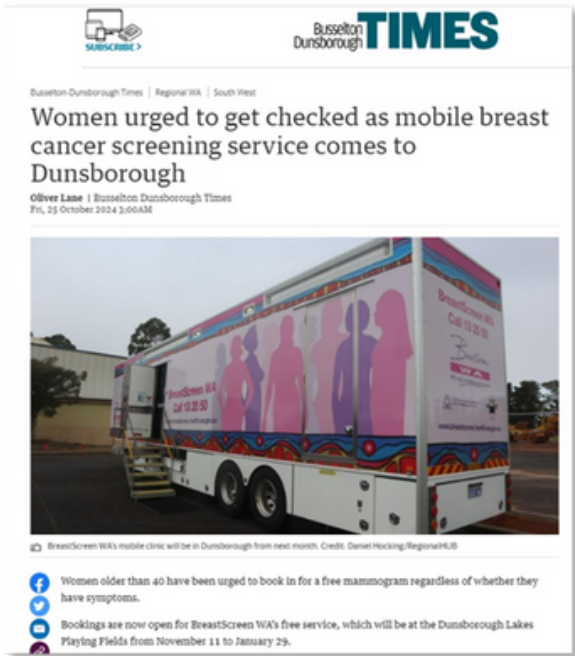 SUBSCRIBE >
Busselton
Dunsborough TIMES
Busselton Dunsborough Times | Regional WA | South West
Women urged to get checked as mobile breast
cancer screening service comes to
Dunsborough
Oliver Lane | Busselton Dunsborough Times
Fri, 25 October 2024 3:00AM
BreastScreen WA
Call 13 20 50
BreastScreen WA
Call 13 20 50
WA
BreastScreen WA's mobile clinic will be in Dunsborough from next month. Credit: Daniel Hocking/RegionalHUB
Women older than 40 have been urged to book in for a free mammogram regardless of whether they
have symptoms.
Bookings are now open for BreastScreen WA's free service, which will be at the Dunsborough Lakes
Playing Fields from November 11 to January 29.